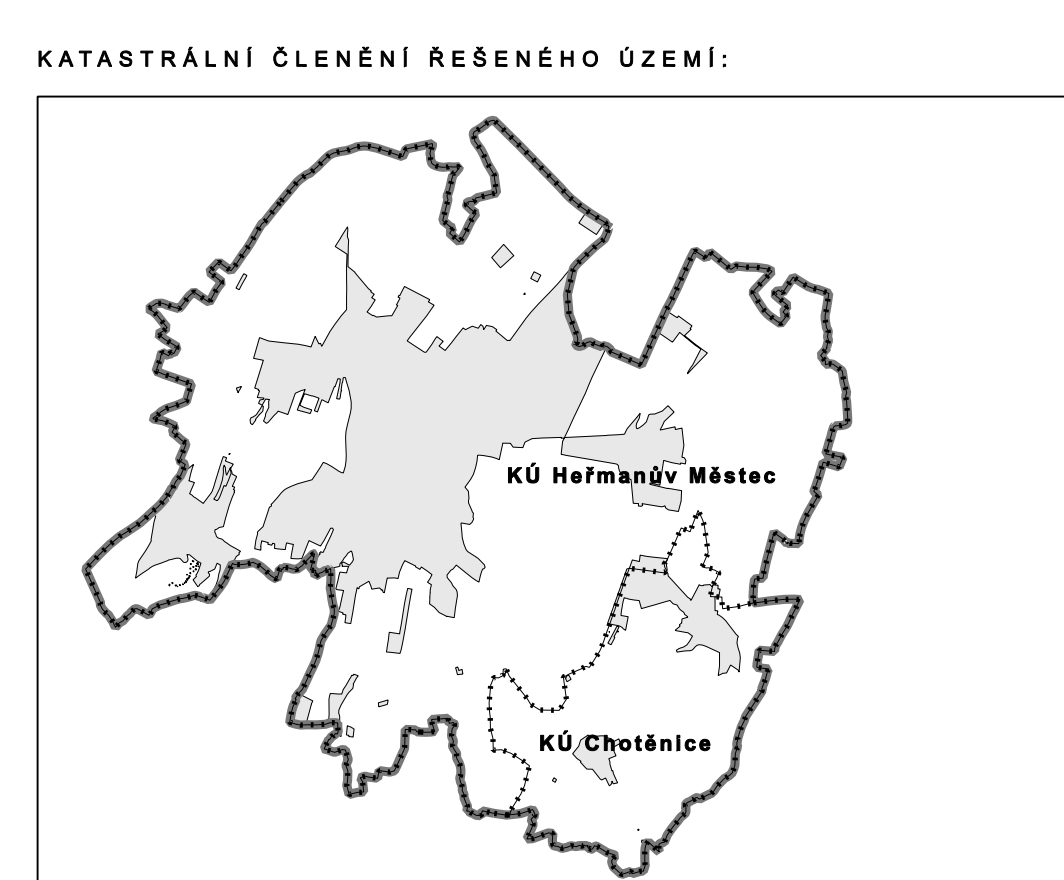 KATASTRÁLNÍ ČLENĚNÍ ŘEŠENÉHO ÚZEMÍ:
KÚ Heřmanův Městec
KÚ Chotěnice